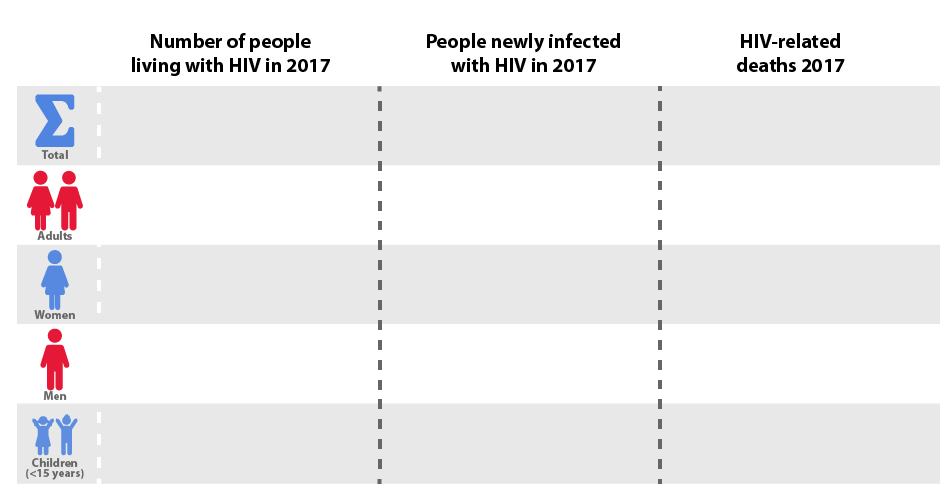 Number of people
living with HIV in 2017
People newly infected
with HIV in 2017
HIV-related
deaths 2017
Total
Adults
Women
Men
Children
(<15 years)